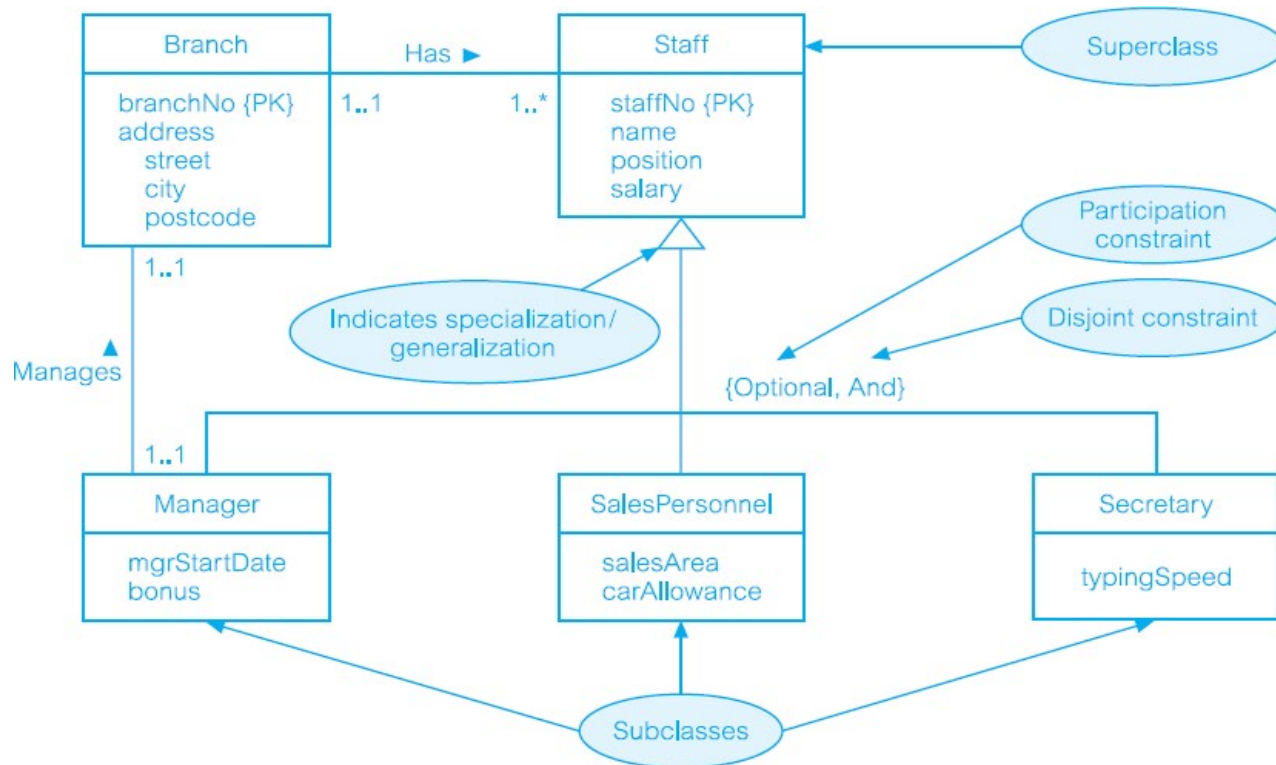 Branch
Has ►
Staff
Superclass
branchNo {PK}
address
street
city
postcode
1..1
1..*
staffNo {PK}
name
position
salary
Participation
constraint
1..1
Indicates specialization/
generalization
Disjoint constraint
▲
Manages
{Optional, And}
1..1
Manager
SalesPersonnel
Secretary
mgrStartDate
bonus
salesArea
carAllowance
typingSpeed
Subclasses